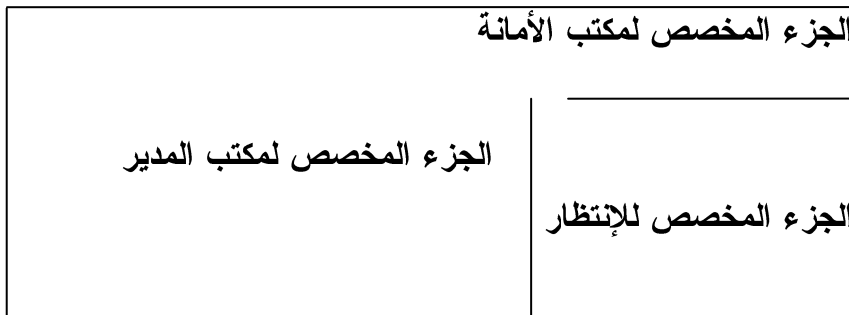 الجزء المخصص لمكتب الأمانة
الجزء المخصص لمكتب المدير
الجزء المخصص للإنتظار